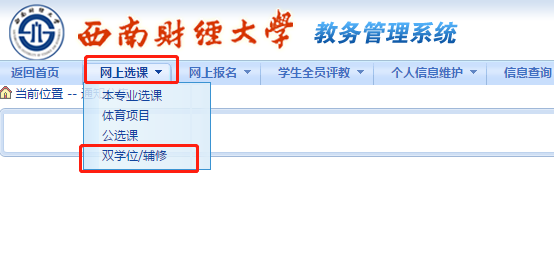 西南财经大学 教务管理系统
返回首页 网上选课 网上报名 学生全员评教 个人信息维护 信息查询
当前位置 -- 通
本专业选课
体育项目
公选课
双学位/辅修